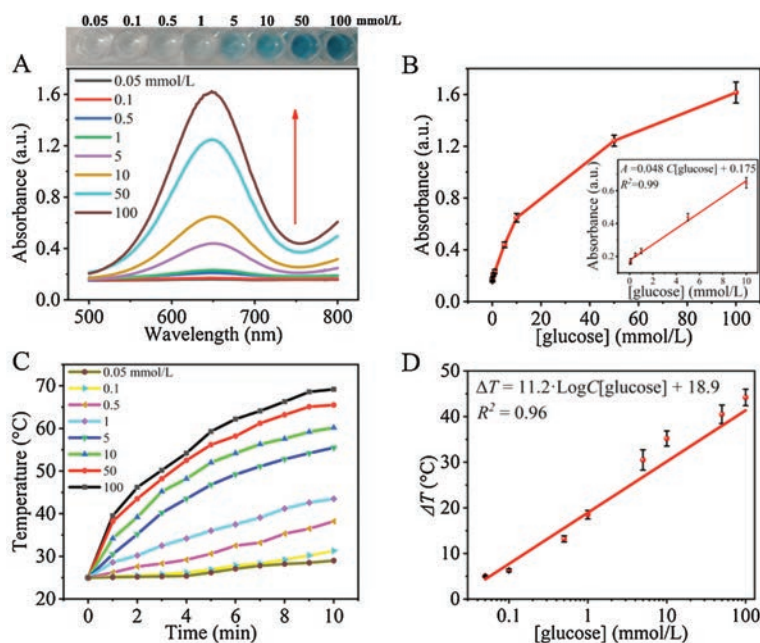 0.05 0.1 0.5 1 5 10 50 100 mmol/L
A
0.05 mmol/L
0.1
0.5
1
5
10
50
100
Absorbance (a.u.)
1.6
1.2
0.8
0.4
0.0
500 600 700 800
Wavelength (nm)
B
Absorbance (a.u.)
1.6
1.2
0.8
0.4
0.0
0 20 40 60 80 100
[glucose] (mmol/L)
A =0.048 C[glucose] + 0.175
R²=0.99
Absorbance (a.u.)
0.6
0.4
0.2
0 2 4 6 8 10
[glucose] mmol/L
C
0.05 mmol/L
0.1
0.5
1
5
10
50
100
Temperature (°C)
70
60
50
40
30
20
0 2 4 6 8 10
Time (min)
D
ΔT = 11.2·LogC[glucose] + 18.9
R² = 0.96
ΔT (°C)
50
40
30
20
10
0
0.1 1 10 100
[glucose] (mmol/L)